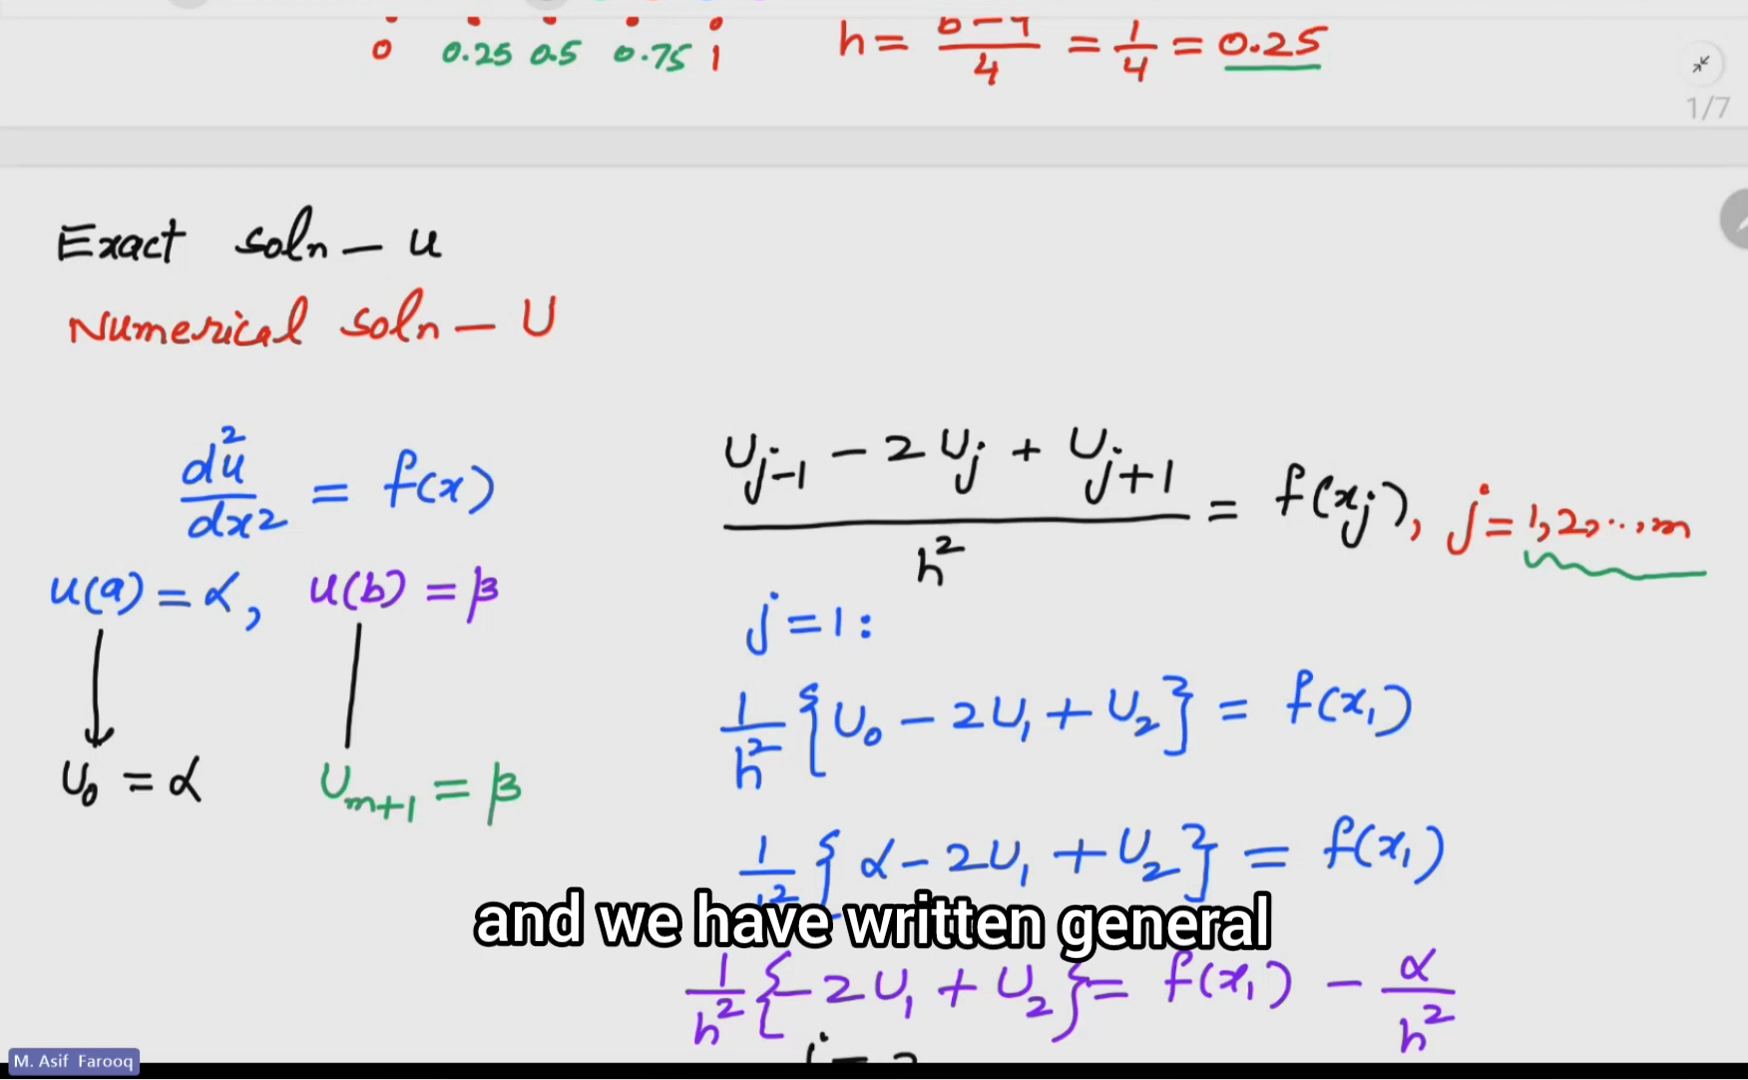 0 0.25 0.5 0.75 1 h = b-a/4 = 1/4 = 0.25
1/7
Exact soln — u
Numerical soln — U
d²u/dx² = f(x)
(U_{j-1} - 2U_j + U_{j+1})/h² = f(x_j), j=1,2,...,m
u(a) = α, u(b) = β
j=1:
1/h² {U₀ - 2U₁ + U₂} = f(x₁)
U₀ = α U_{m+1} = β
1/h² {α - 2U₁ + U₂} = f(x₁)
and we have written general
1/h² {-2U₁ + U₂} = f(x₁) - α/h²
M. Asif Farooq